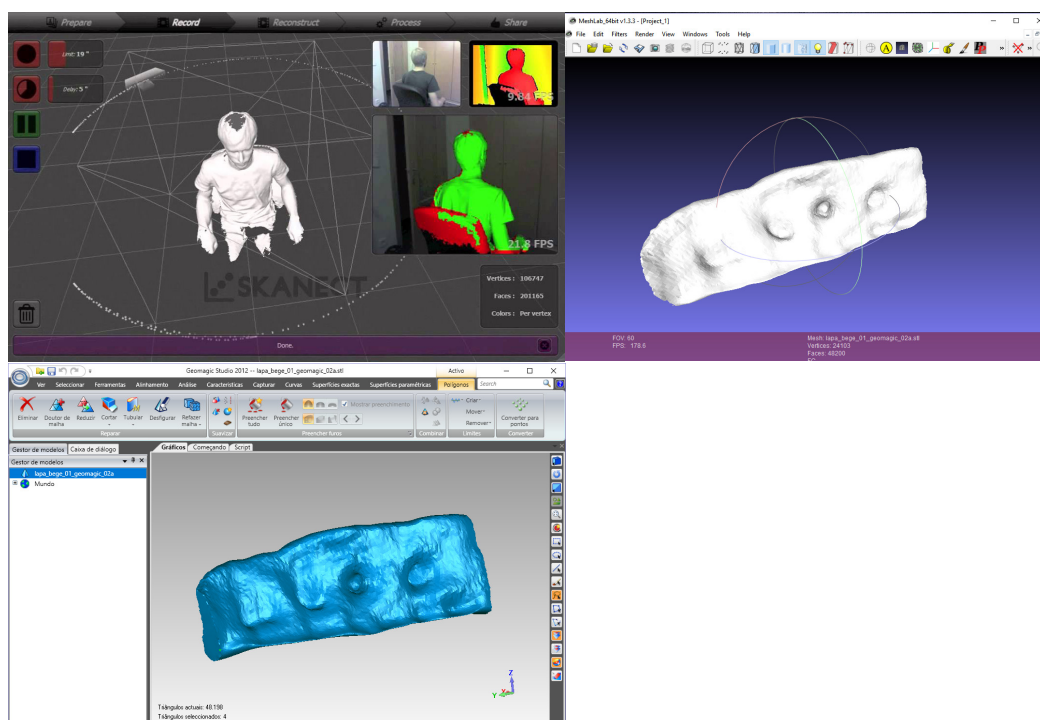 Prepare
Record
Reconstruct
Process
Share
Limit: 19 °
Delay: 5 °
9.84 FPS
21.8 FPS
SKANECT
Vertices : 106747
Faces : 201165
Colors : Per vertex
Done.
MeshLab_64bit v1.3.3 - [Project_1]
File Edit Filters Render View Windows Tools Help
FOV: 60
FPS: 178.6
Mesh: lapa_bege_01_geomagic_02a.stl
Vertices: 24103
Faces: 48200
Geomagic Studio 2012 -- lapa_bege_01_geomagic_02a.stl
Activo
Ver Seleccionar Ferramentas Alinhamento Análise Características Capturar Curvas Superfícies exactas Superfícies paramétricas Polígonos Search
Eliminar
Doutor de malha
Reduzir
Cortar
Tubular
Desfigurar
Refazer malha
Reparar
Suavizar
Preencher tudo
Preencher único
Mostrar preenchimento
Preencher furos
Combinar
Criar
Mover
Remover
Limites
Converter para pontos
Converter
Gestor de modelos
Caixa de diálogo
Gráficos
Começando
Script
Gestor de modelos
lapa_bege_01_geomagic_02a
Mundo
Z
Y
X
Triângulos actuais: 48.198
Triângulos seleccionados: 4